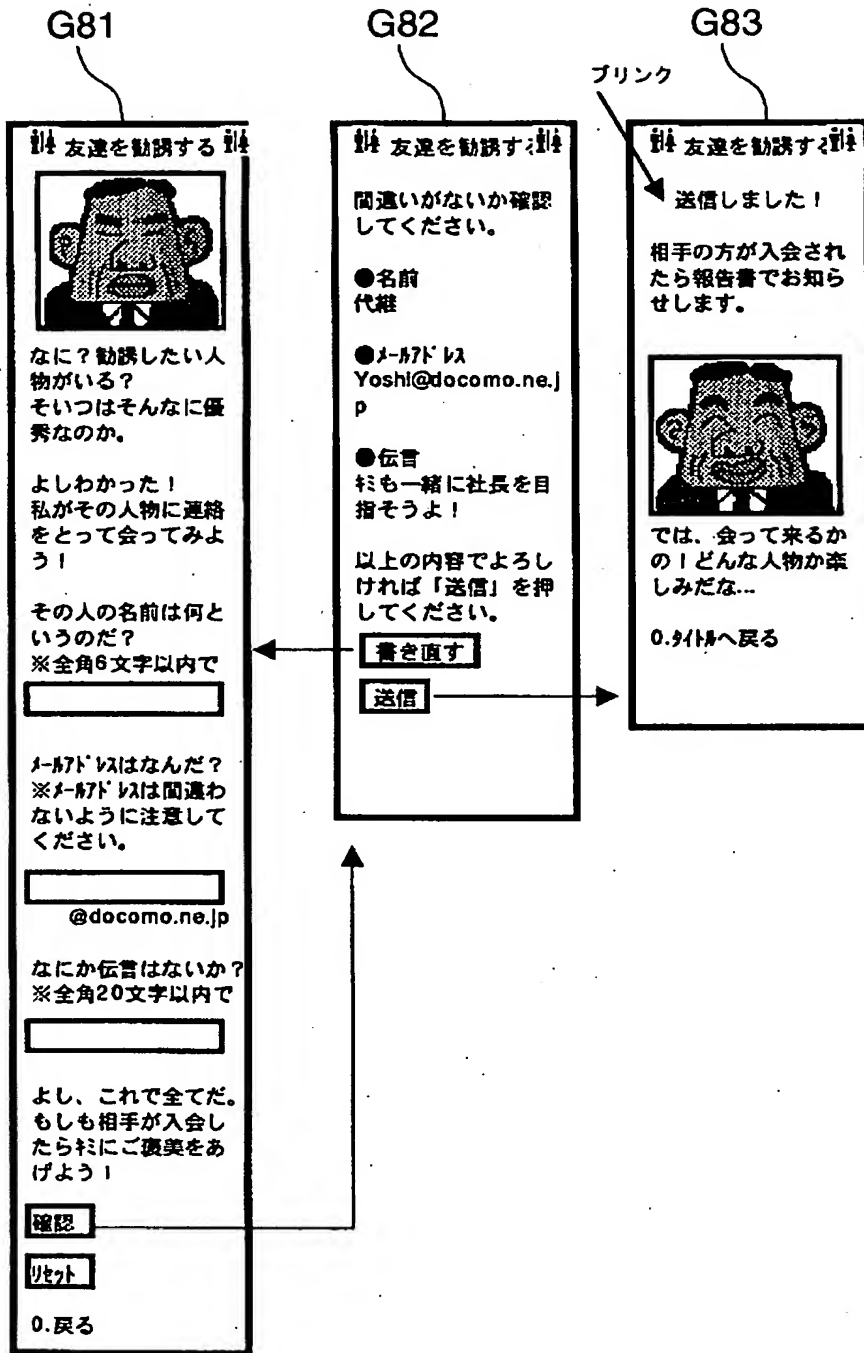 G81
友達を勧誘する
なに？勧誘したい人
物がいる？
そいつはそんなに優
秀なのか。
よしわかった！
私がその人物に連絡
をとって会ってみよ
う！
その人の名前は何と
いうのだ？
※全角6文字以内で
ﾒｰﾙｱﾄﾞﾚｽはなんだ？
※ﾒｰﾙｱﾄﾞﾚｽは間違わ
ないように注意して
ください。
@docomo.ne.jp
なにか伝言はないか？
※全角20文字以内で
よし、これで全てだ。
もしも相手が入会し
たらｷﾐにご褒美をあ
げよう！
確認
ﾘｾｯﾄ
0.戻る
G82
友達を勧誘する
間違いがないか確認
してください。
●名前
代継
●ﾒｰﾙｱﾄﾞﾚｽ
Yoshi@docomo.ne.j
p
●伝言
ｷﾐも一緒に社長を目
指そうよ！
以上の内容でよろし
ければ「送信」を押
してください。
書き直す
送信
G83
ブリンク
友達を勧誘する
送信しました！
相手の方が入会され
たら報告書でお知ら
せします。
では、会って来るか
の！どんな人物か楽
しみだな...
0.ﾀｲﾄﾙへ戻る